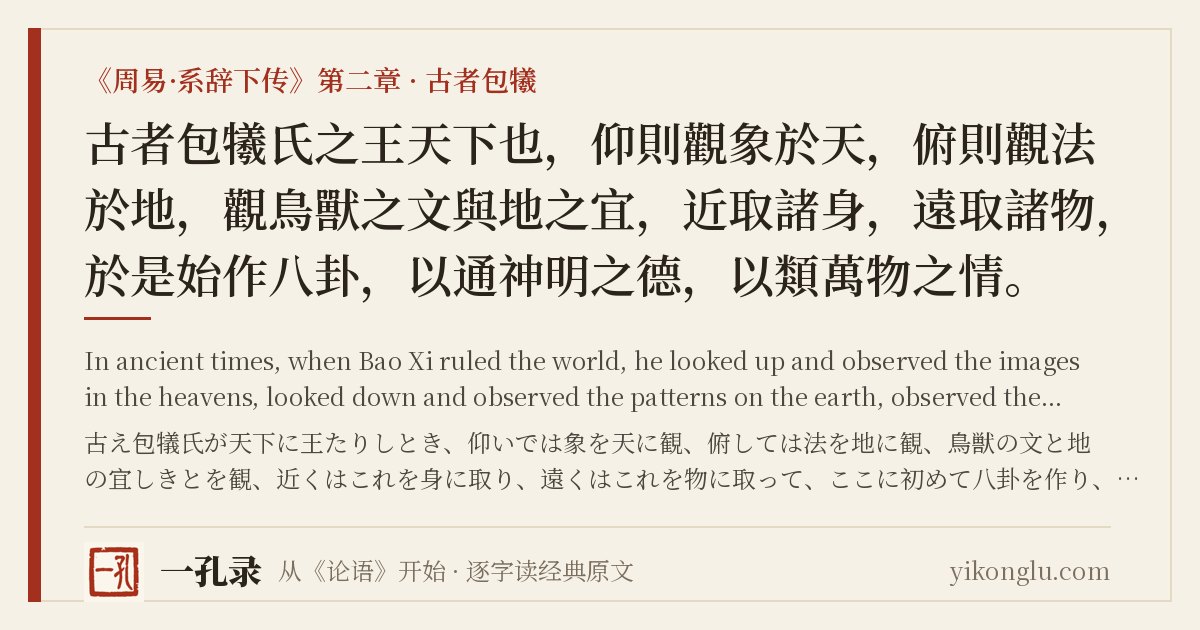 《周易·系辞下传》第二章 · 古者包犧
古者包犧氏之王天下也，仰則觀象於天，俯則觀法
於地，觀鳥獸之文與地之宜，近取諸身，遠取諸物，
於是始作八卦，以通神明之德，以類萬物之情。
In ancient times, when Bao Xi ruled the world, he looked up and observed the images
in the heavens, looked down and observed the patterns on the earth, observed the...
古え包犠氏が天下に王たりしとき、仰いでは象を天に観、俯しては法を地に観、鳥獣の文と地
の宜しきとを観、近くはこれを身に取り、遠くはこれを物に取って、ここに初めて八卦を作り、…
一孔
一孔录 从《论语》开始 · 逐字读经典原文 yikonglu.com